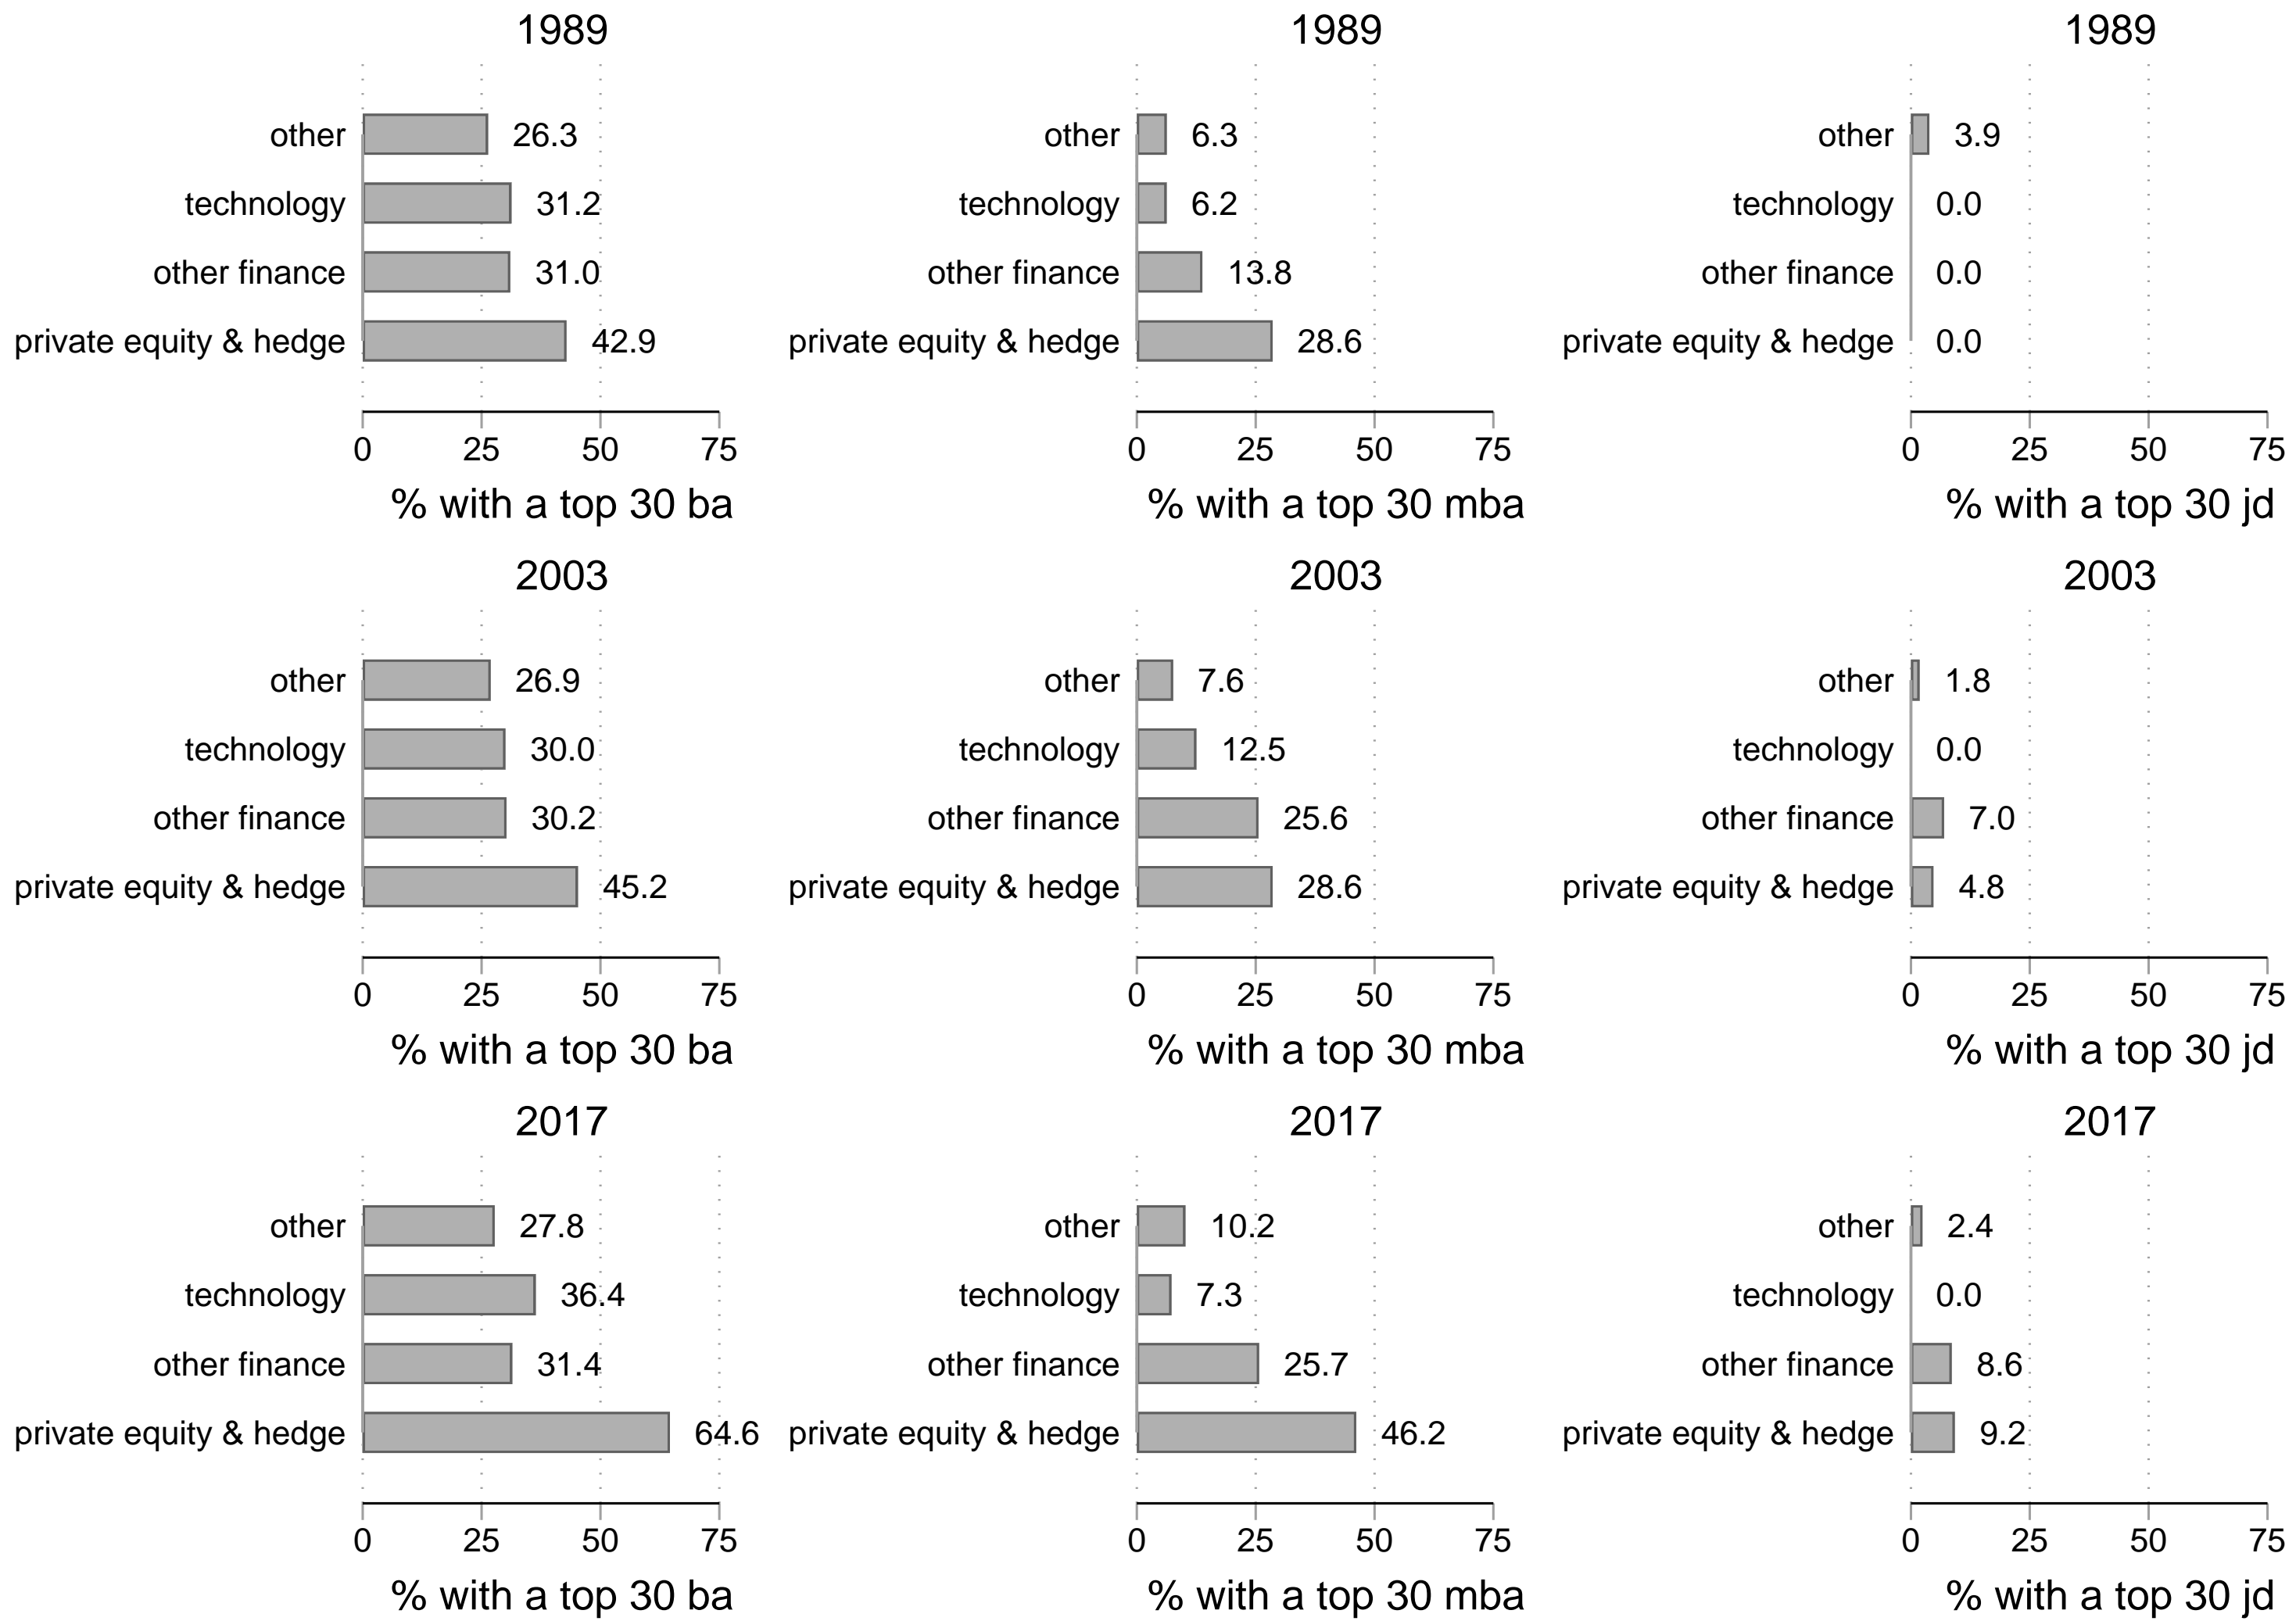 1989 1989 1989
other 26.3 other 6.3 other 3.9
technology 31.2 technology 6.2 technology 0.0
other finance 31.0 other finance 13.8 other finance 0.0
private equity & hedge 42.9 private equity & hedge 28.6 private equity & hedge 0.0
0 25 50 75 0 25 50 75 0 25 50 75
% with a top 30 ba % with a top 30 mba % with a top 30 jd
2003 2003 2003
other 26.9 other 7.6 other 1.8
technology 30.0 technology 12.5 technology 0.0
other finance 30.2 other finance 25.6 other finance 7.0
private equity & hedge 45.2 private equity & hedge 28.6 private equity & hedge 4.8
0 25 50 75 0 25 50 75 0 25 50 75
% with a top 30 ba % with a top 30 mba % with a top 30 jd
2017 2017 2017
other 27.8 other 10.2 other 2.4
technology 36.4 technology 7.3 technology 0.0
other finance 31.4 other finance 25.7 other finance 8.6
private equity & hedge 64.6 private equity & hedge 46.2 private equity & hedge 9.2
0 25 50 75 0 25 50 75 0 25 50 75
% with a top 30 ba % with a top 30 mba % with a top 30 jd